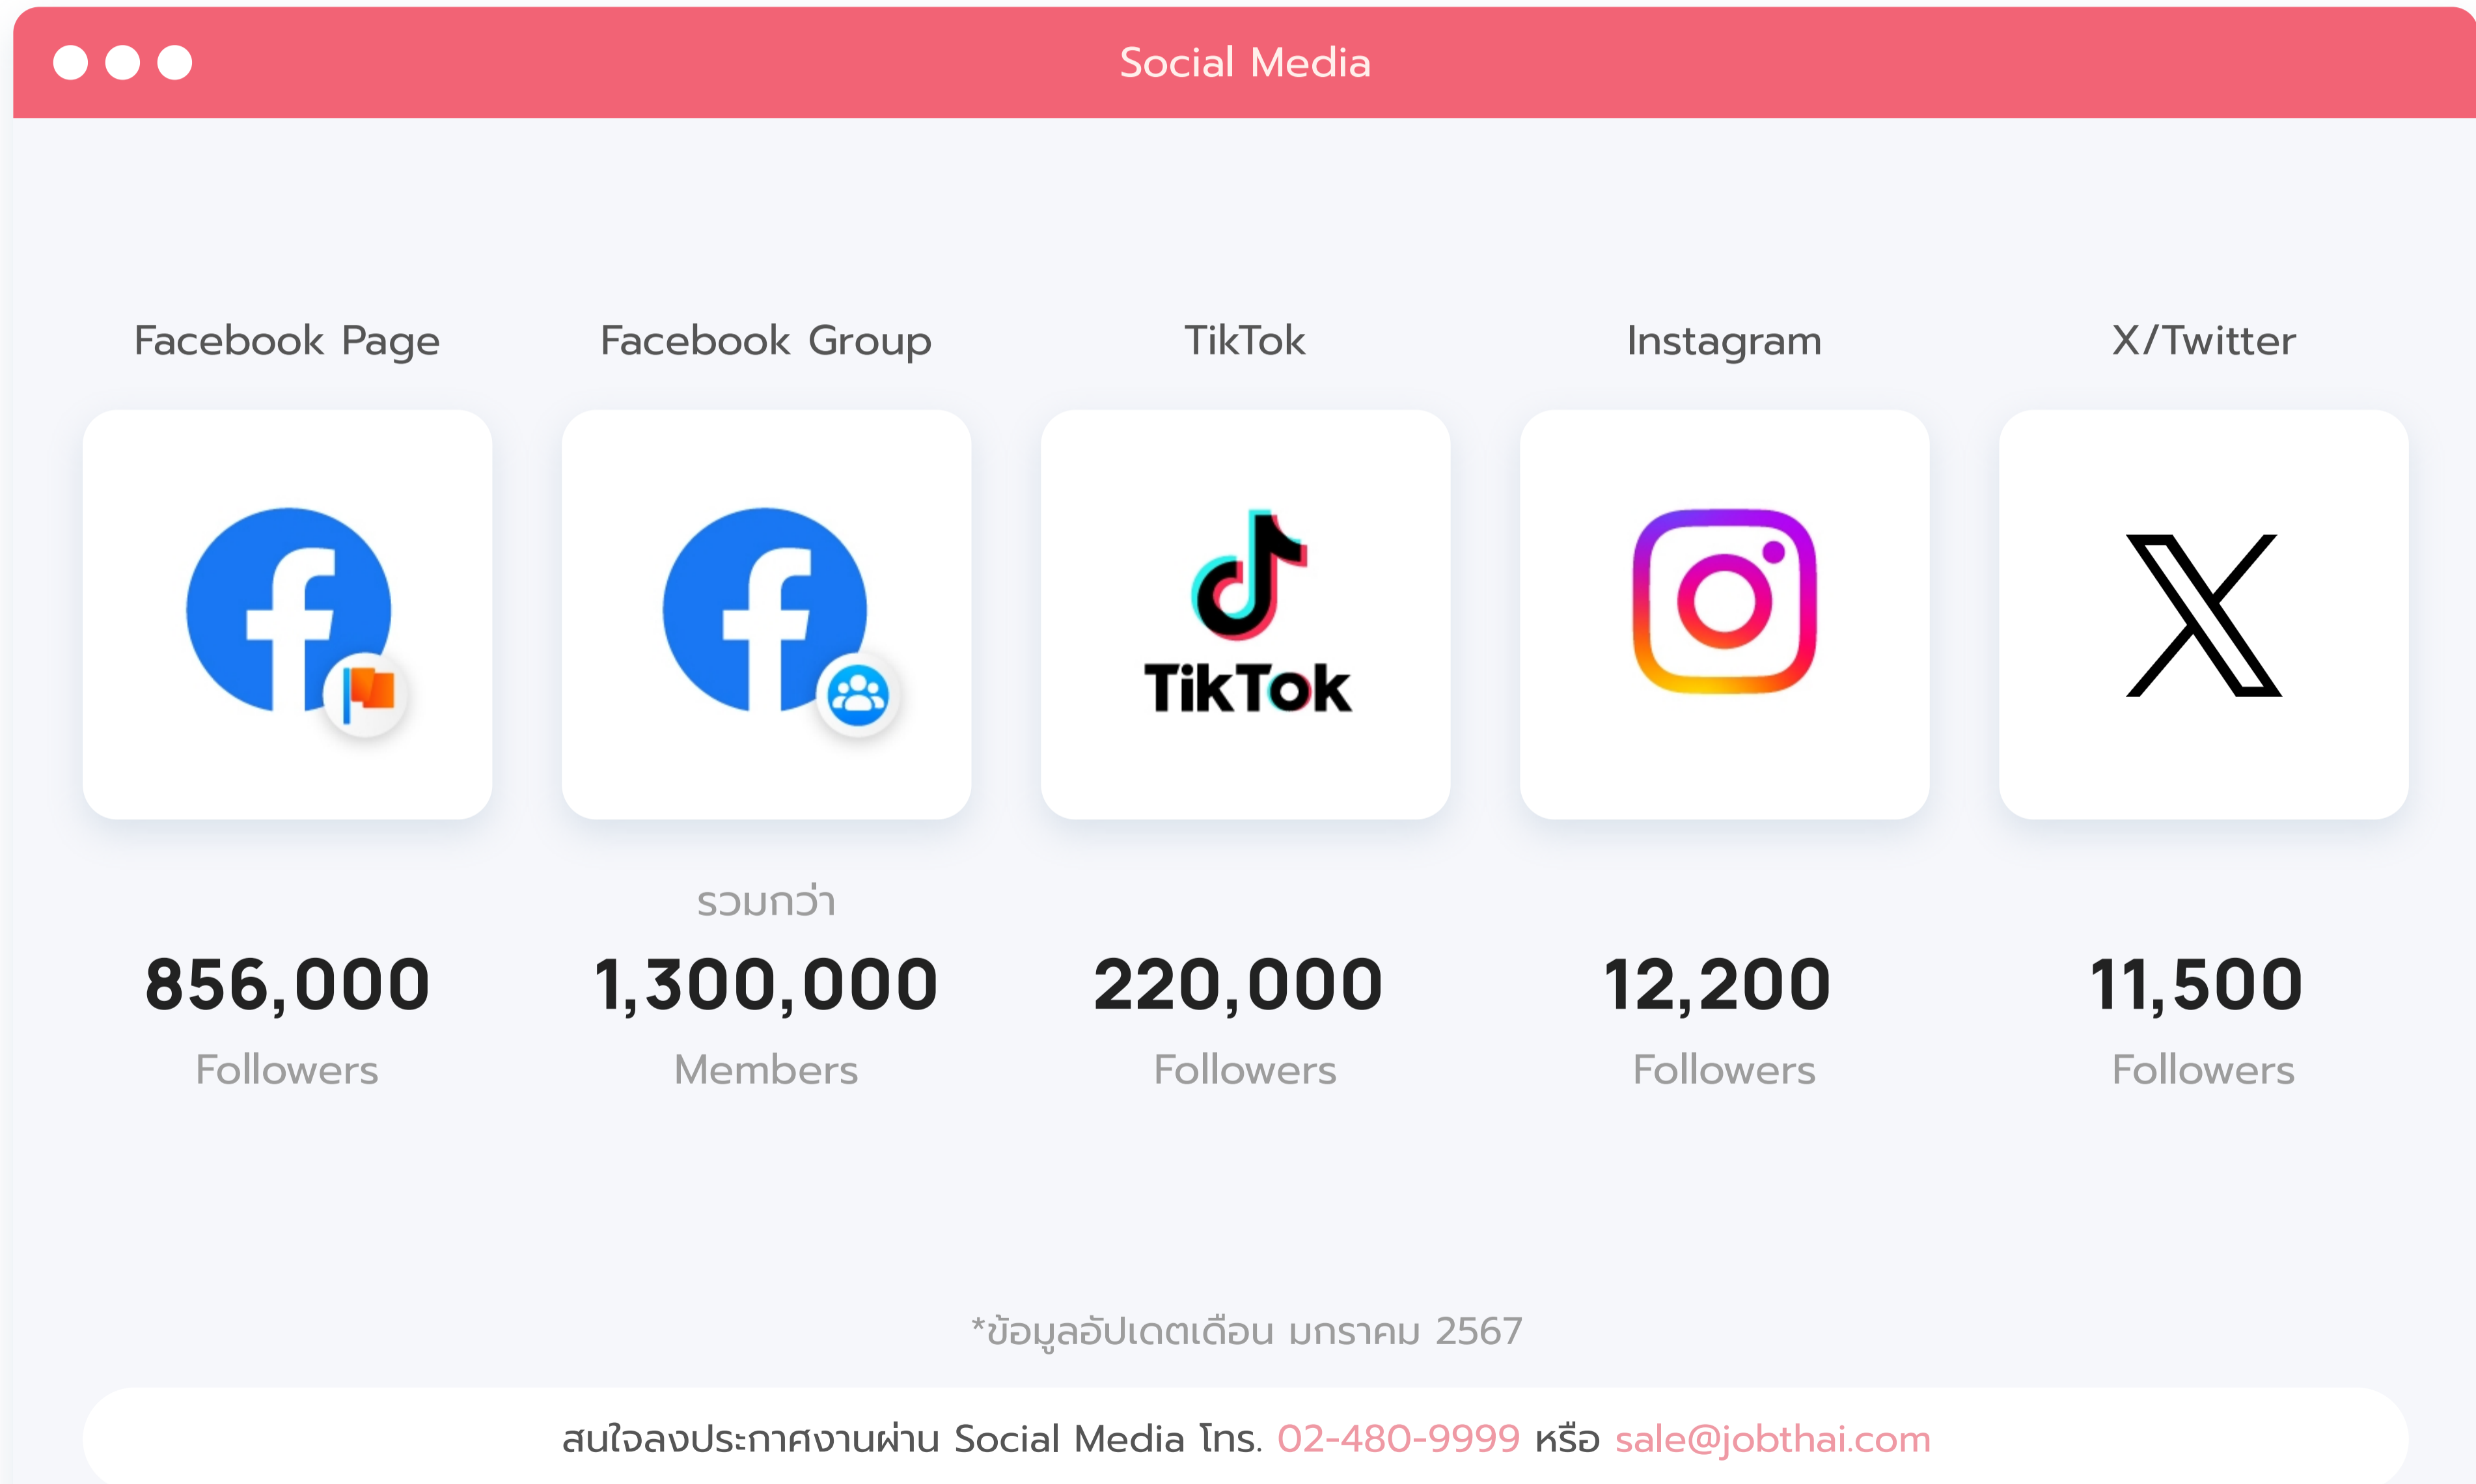 Social Media
Facebook Page
Facebook Group
TikTok
Instagram
X/Twitter
TikTok
รวมกว่า
856,000
1,300,000
220,000
12,200
11,500
Followers
Members
Followers
Followers
Followers
*ข้อมูลอัปเดตเดือน มกราคม 2567
สนใจลงประกาศงานผ่าน Social Media โทร. 02-480-9999 หรือ sale@jobthai.com